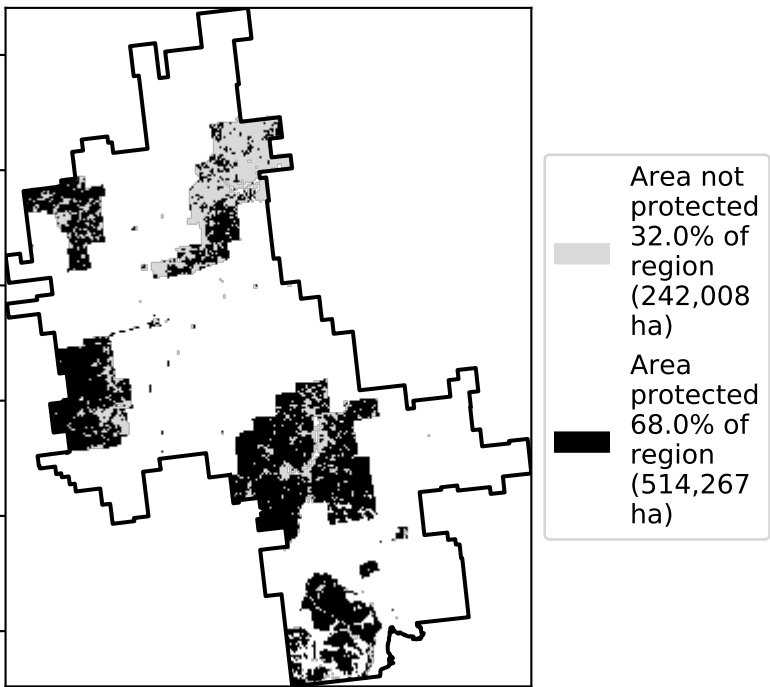 Area not
protected
32.0% of
region
(242,008
ha)
Area
protected
68.0% of
region
(514,267
ha)